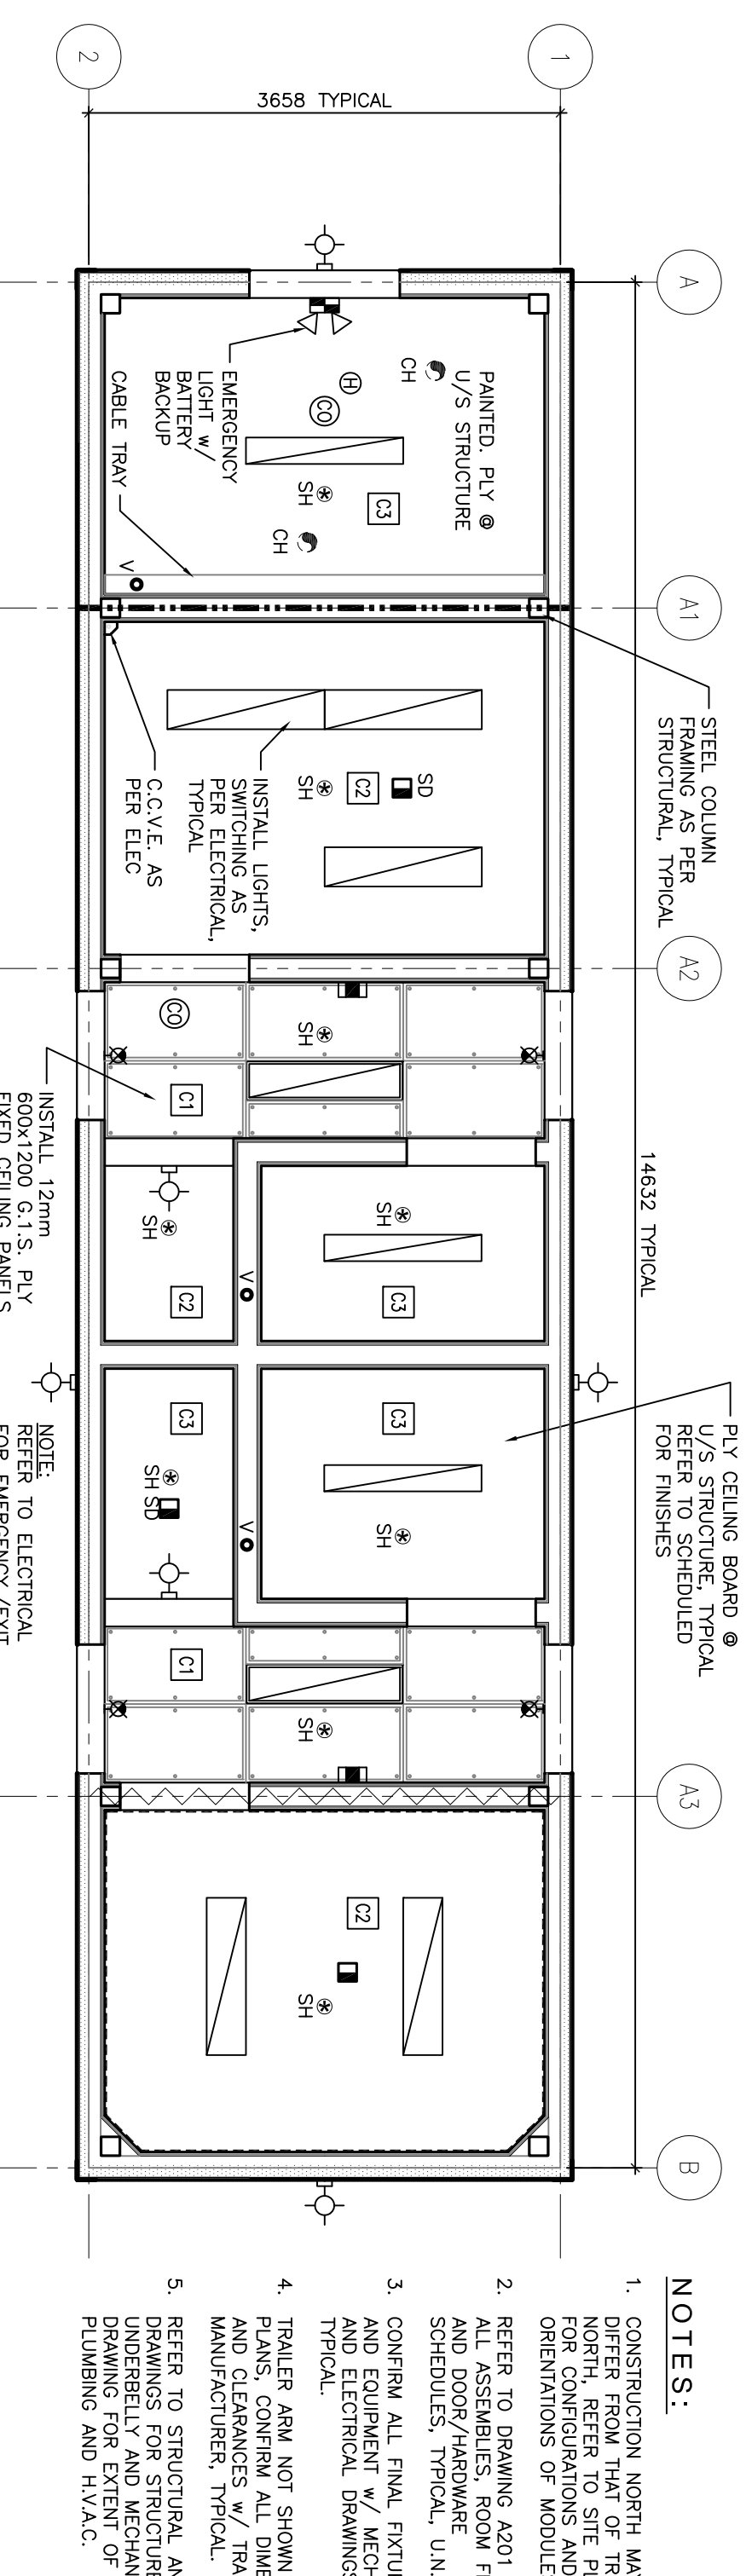 A
A1
A2
A3
B
1
2
14632 TYPICAL
3658 TYPICAL
STEEL COLUMN
FRAMING AS PER
STRUCTURAL, TYPICAL
PLY CEILING BOARD @
U/S STRUCTURE, TYPICAL
REFER TO SCHEDULED
FOR FINISHES
PAINTED. PLY @
U/S STRUCTURE
CH
H
CO
C3
SH
CH
EMERGENCY
LIGHT w/
BATTERY
BACKUP
CABLE TRAY
V
SD
C2
SH
INSTALL LIGHTS,
SWITCHING AS
PER ELECTRICAL,
TYPICAL
C.C.V.E. AS
PER ELEC
SH
CO
C1
SH
C3
V
SH
C2
C3
SH
V
C3
SH SD
SH
C1
C2
SH
INSTALL 12mm
600x1200 G.1.S. PLY
FIXED CEILING PANELS
NOTE:
REFER TO ELECTRICAL
FOR EMERGENCY/EXIT
NOTES:
1. CONSTRUCTION NORTH MA
DIFFER FROM THAT OF TR
NORTH, REFER TO SITE PL
FOR CONFIGURATIONS AND
ORIENTATIONS OF MODULE
2. REFER TO DRAWING A201
ALL ASSEMBLIES, ROOM F
AND DOOR/HARDWARE
SCHEDULES, TYPICAL, U.N.
3. CONFIRM ALL FINAL FIXTU
AND EQUIPMENT w/ MECH
AND ELECTRICAL DRAWINGS
TYPICAL.
4. TRAILER ARM NOT SHOWN
PLANS, CONFIRM ALL DIME
AND CLEARANCES w/ TRA
MANUFACTURER, TYPICAL.
5. REFER TO STRUCTURAL AN
DRAWINGS FOR STRUCTURE
UNDERBELLY AND MECHAN
DRAWING FOR EXTENT OF
PLUMBING AND H.V.A.C.